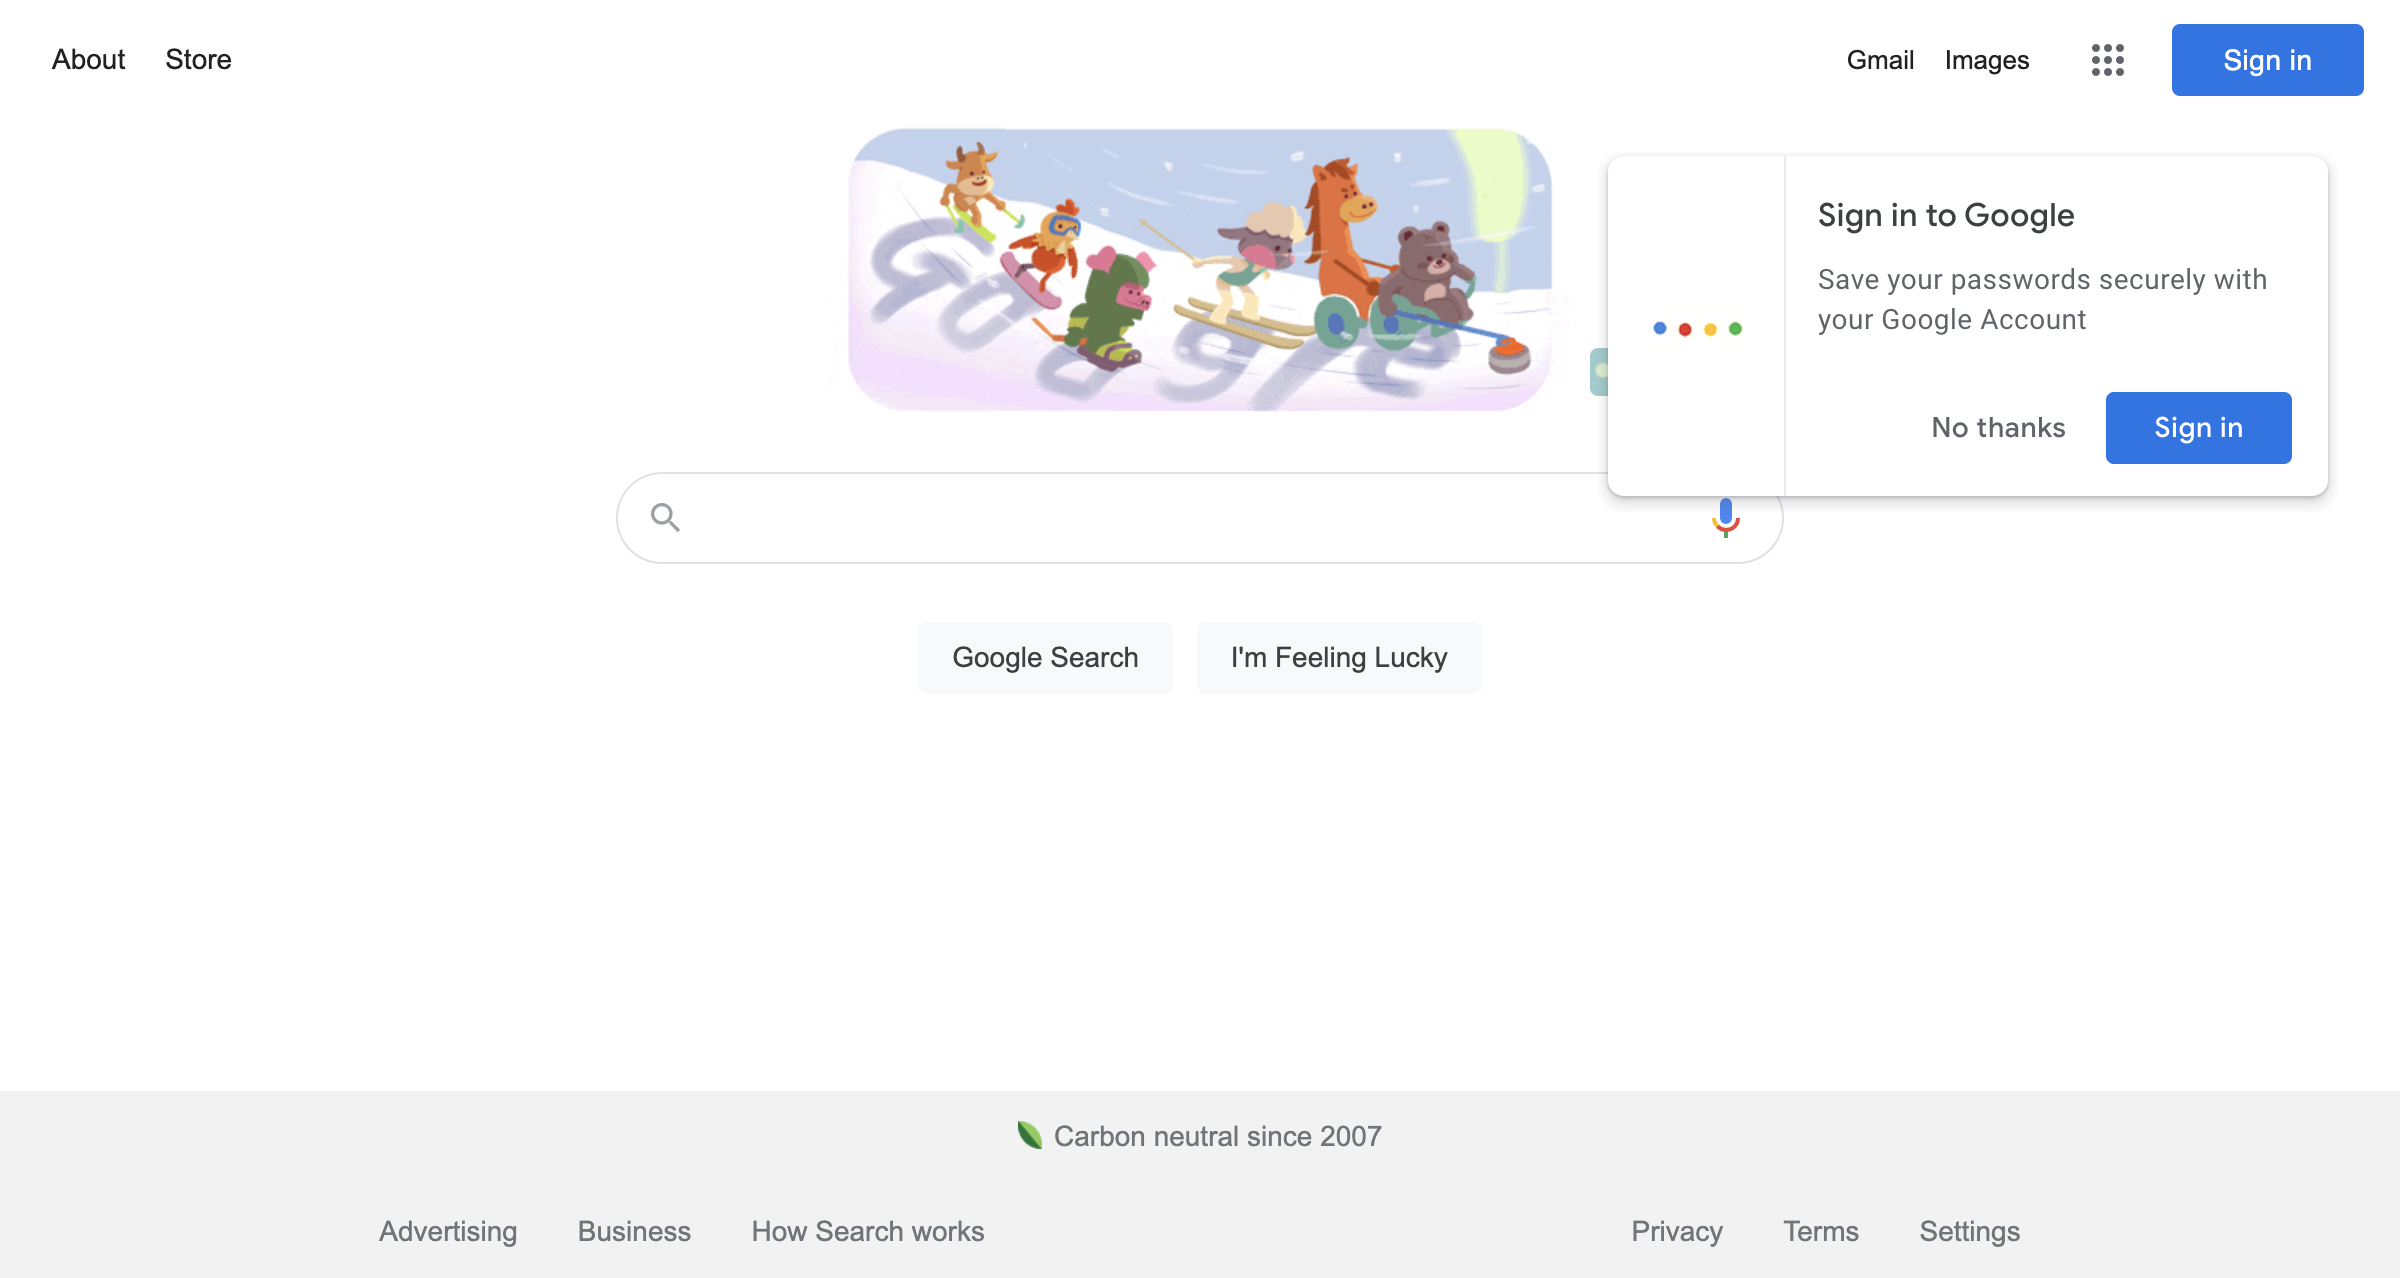 About Store Gmail Images Sign in
Google
Sign in to Google
Save your passwords securely with
your Google Account
No thanks Sign in
Google Search I'm Feeling Lucky
Carbon neutral since 2007
Advertising Business How Search works Privacy Terms Settings